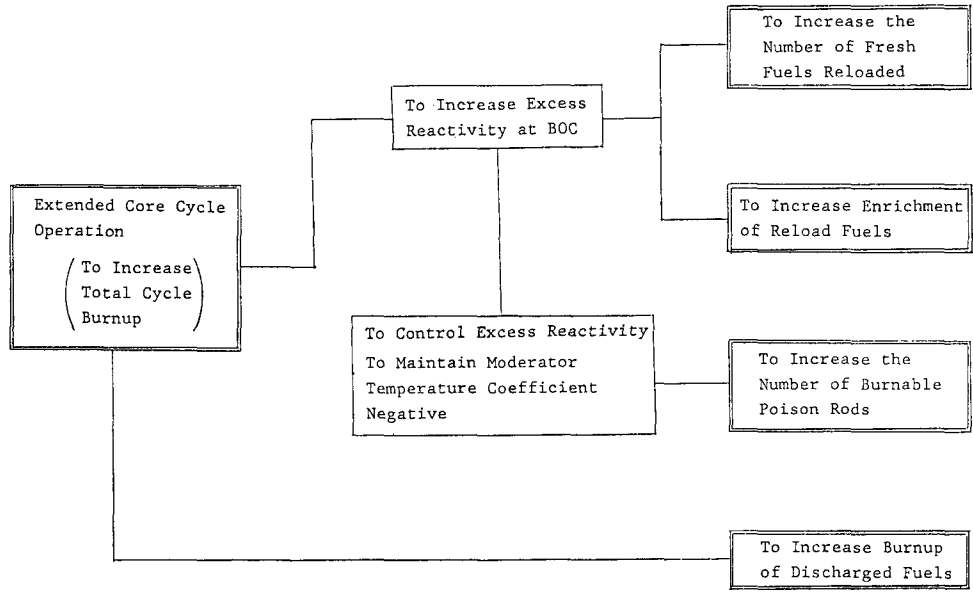 Extended Core Cycle
Operation
( To Increase
Total Cycle
Burnup )
To Increase Excess
Reactivity at BOC
To Increase the
Number of Fresh
Fuels Reloaded
To Increase Enrichment
of Reload Fuels
To Control Excess Reactivity
To Maintain Moderator
Temperature Coefficient
Negative
To Increase the
Number of Burnable
Poison Rods
To Increase Burnup
of Discharged Fuels